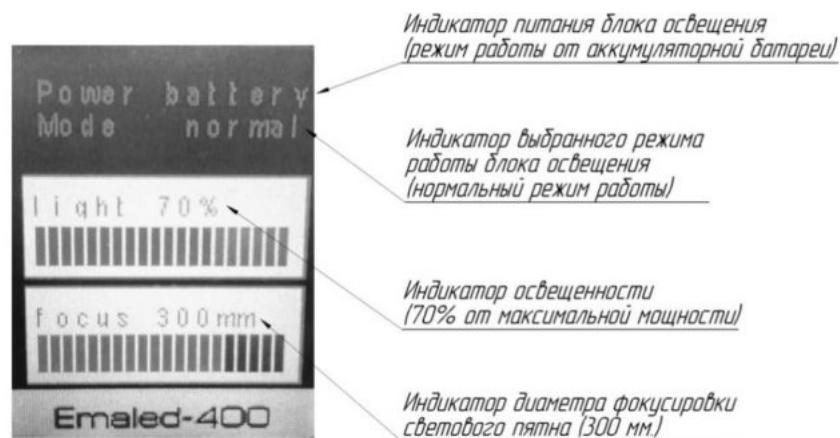 Индикатор питания блока освещения
(режим работы от аккумуляторной батареи)
Power battery
Mode normal
Индикатор выбранного режима
работы блока освещения
(нормальный режим работы)
light 70%
Индикатор освещенности
(70% от максимальной мощности)
focus 300mm
Индикатор диаметра фокусировки
светового пятна (300 мм.)
Emaled-400